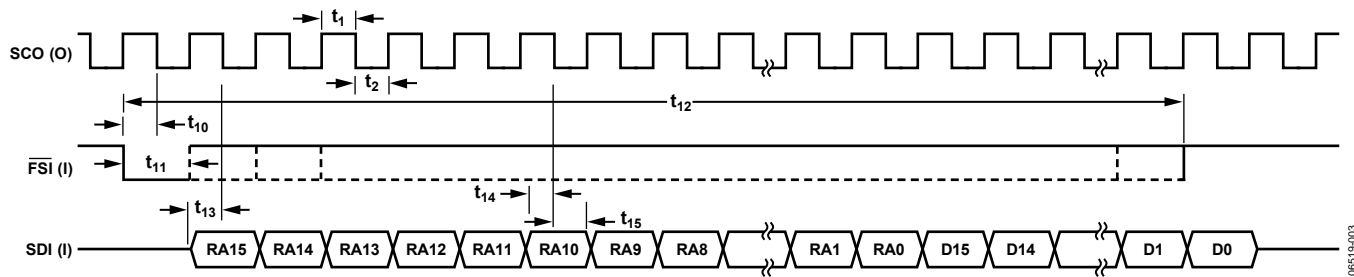 t1
SCO (O)
t2
t12
t10
FSI (I)
t11
t14
t13
t15
SDI (I)
RA15 RA14 RA13 RA12 RA11 RA10 RA9 RA8 RA1 RA0 D15 D14 D1 D0
06519-003